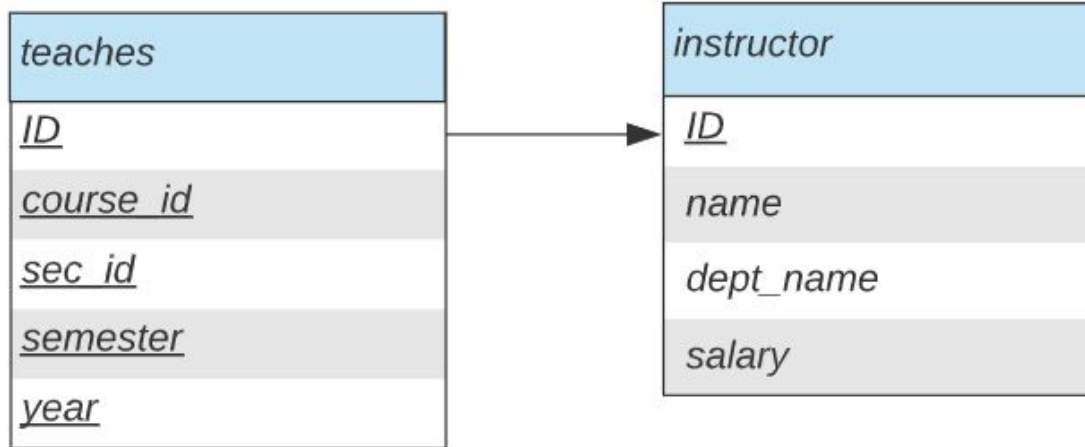 teaches
ID
course_id
sec_id
semester
year
instructor
ID
name
dept_name
salary